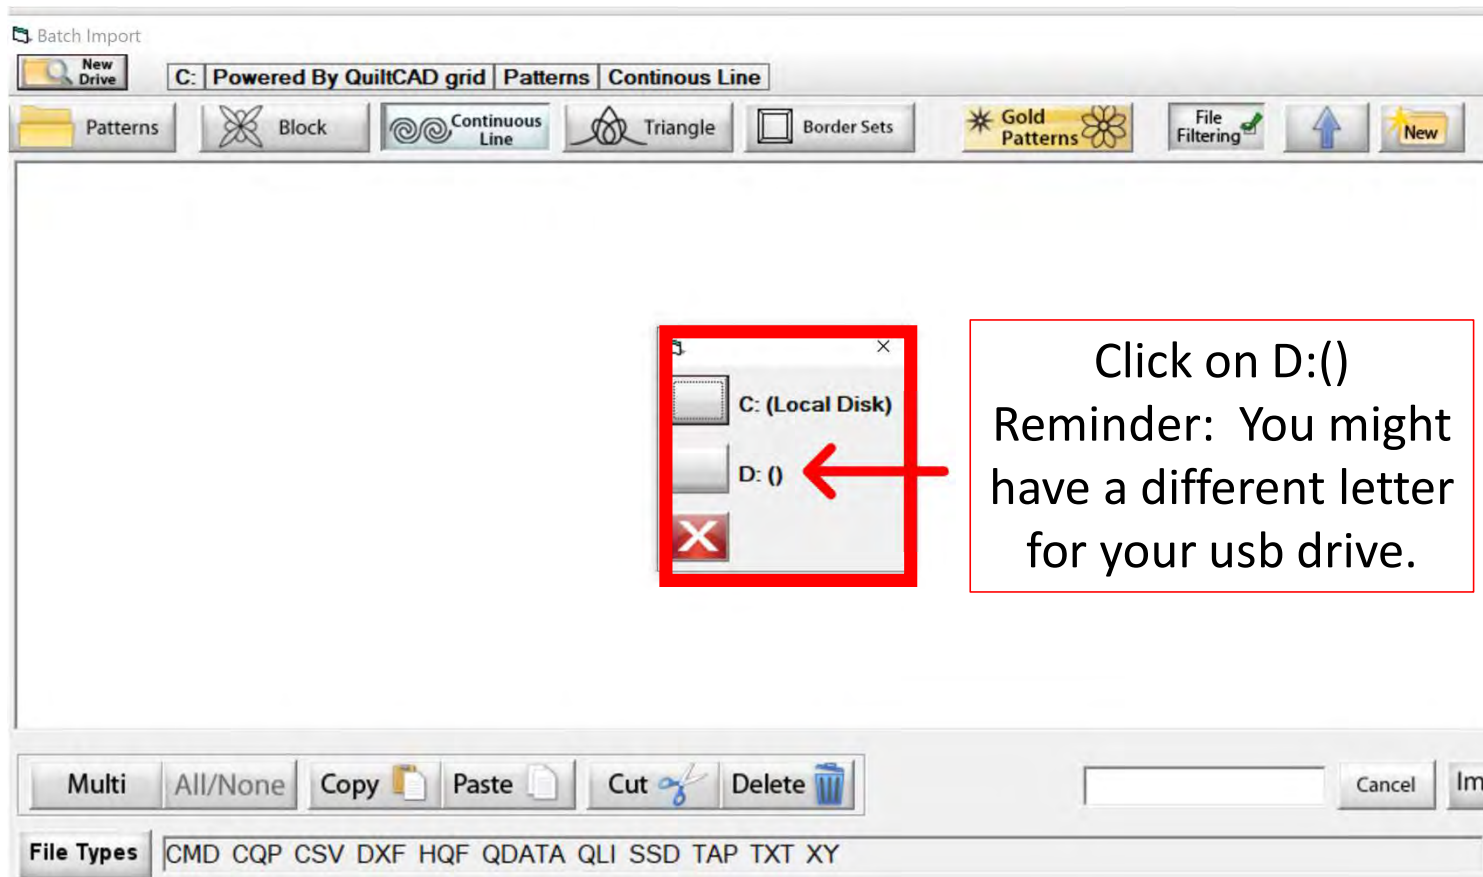 Batch Import
New Drive
C: Powered By QuiltCAD grid Patterns Continous Line
Patterns
Block
Continuous Line
Triangle
Border Sets
Gold Patterns
File Filtering
New
C: (Local Disk)
D: ()
Click on D:()
Reminder: You might
have a different letter
for your usb drive.
Multi All/None Copy Paste Cut Delete
Cancel
Im
File Types CMD CQP CSV DXF HQF QDATA QLI SSD TAP TXT XY